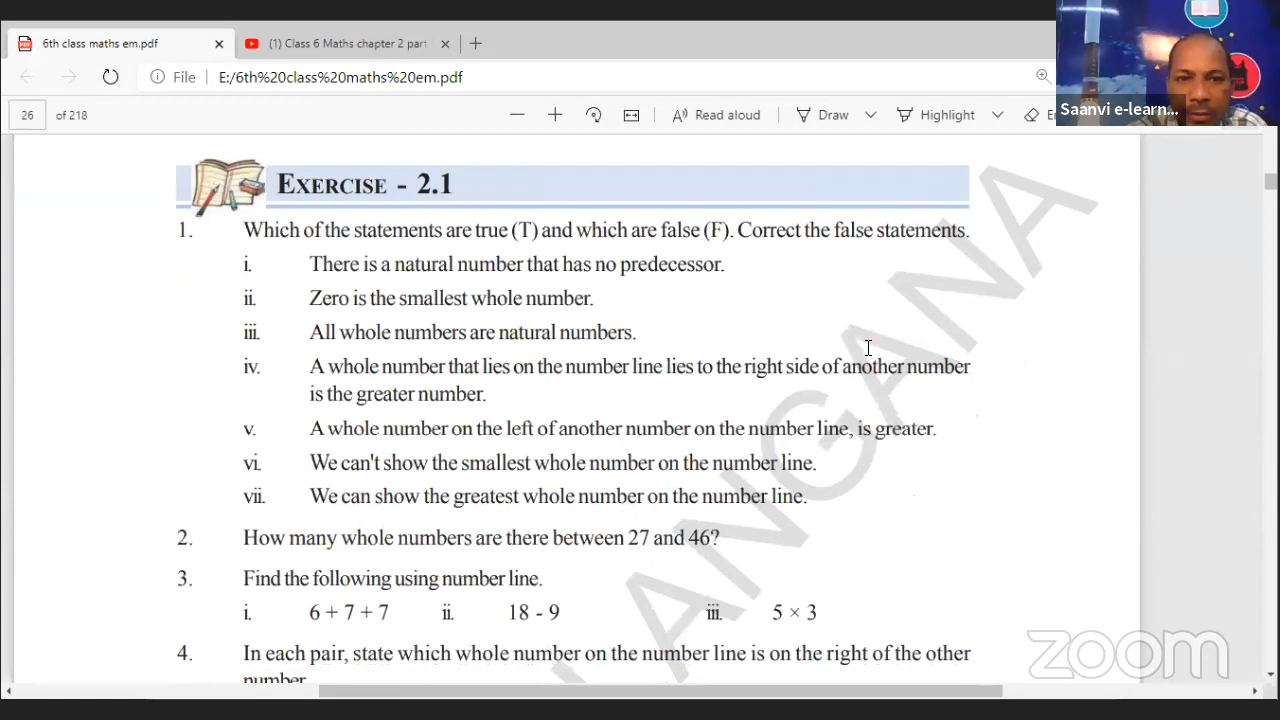 6th class maths em.pdf
(1) Class 6 Maths chapter 2 part
File
E:/6th%20class%20maths%20em.pdf
26 of 218
Read aloud
Draw
Highlight
Saanvi e-learn...
EXERCISE - 2.1
1. Which of the statements are true (T) and which are false (F). Correct the false statements.
i. There is a natural number that has no predecessor.
ii. Zero is the smallest whole number.
iii. All whole numbers are natural numbers.
iv. A whole number that lies on the number line lies to the right side of another number
is the greater number.
v. A whole number on the left of another number on the number line, is greater.
vi. We can't show the smallest whole number on the number line.
vii. We can show the greatest whole number on the number line.
2. How many whole numbers are there between 27 and 46?
3. Find the following using number line.
i. 6 + 7 + 7 ii. 18 - 9 iii. 5 × 3
4. In each pair, state which whole number on the number line is on the right of the other
number
LANGANA
zoom